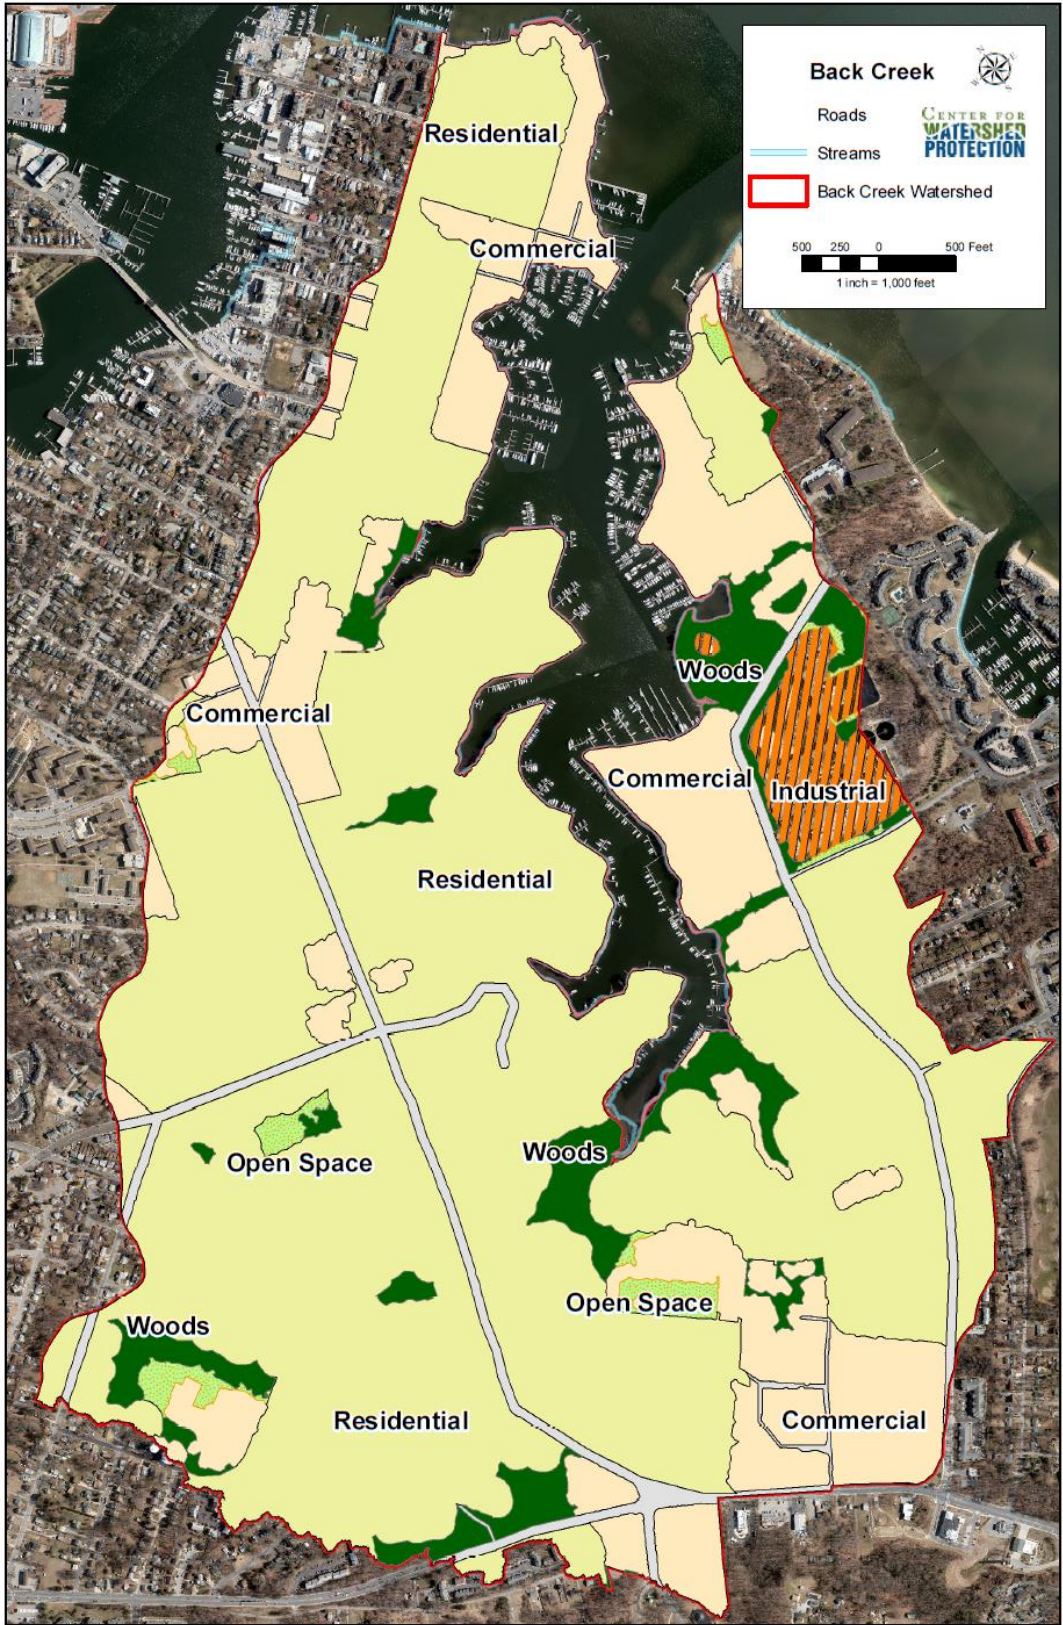 Back Creek
N
E
W
S
Roads
CENTER FOR
WATERSHED
PROTECTION
Streams
Back Creek Watershed
500 250 0 500 Feet
1 inch = 1,000 feet
Residential
Commercial
Woods
Commercial
Commercial
Industrial
Residential
Woods
Open Space
Open Space
Woods
Residential
Commercial